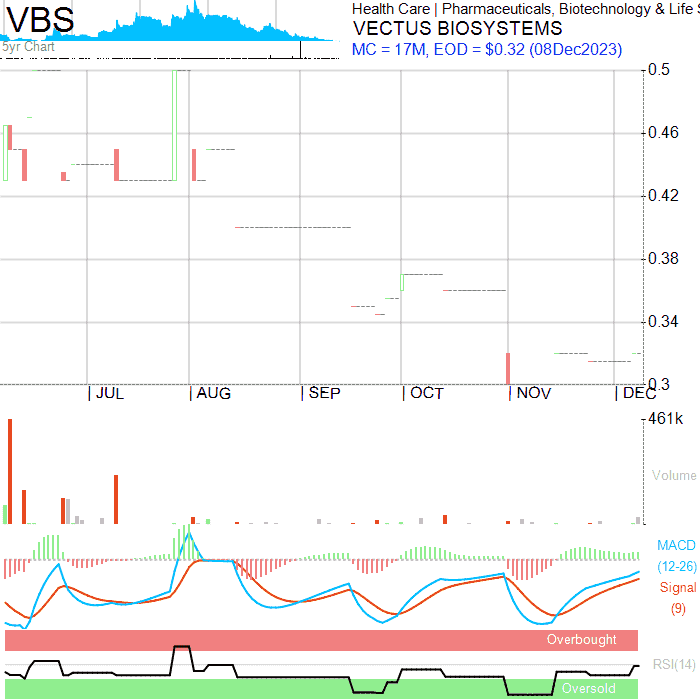 VBS
Health Care | Pharmaceuticals, Biotechnology & Life S
VECTUS BIOSYSTEMS
MC = 17M, EOD = $0.32 (08Dec2023)
5yr Chart
0.5
0.46
0.42
0.38
0.34
0.3
JUL
AUG
SEP
OCT
NOV
DEC
461k
Volume
MACD
(12-26)
Signal
(9)
Overbought
RSI(14)
Oversold